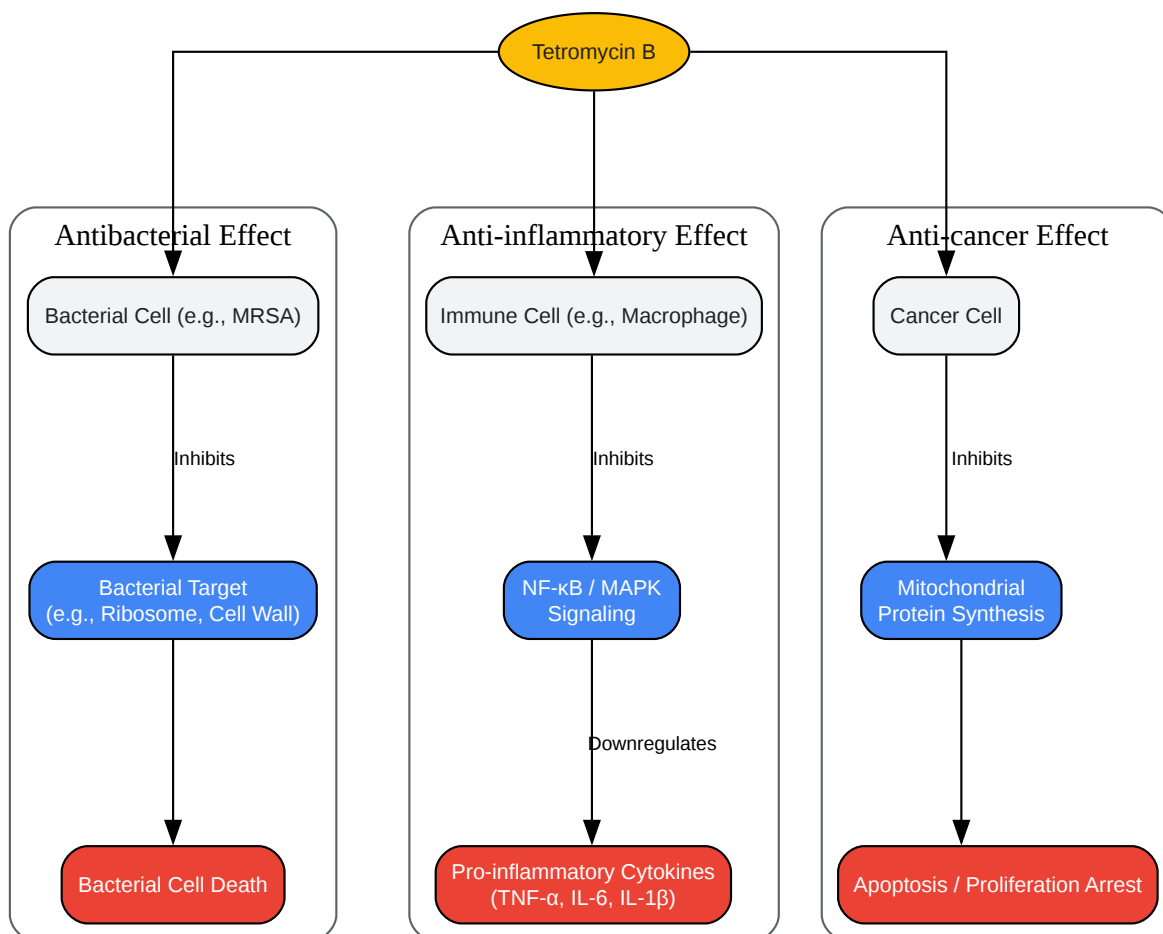 Tetromycin B
Antibacterial Effect
Anti-inflammatory Effect
Anti-cancer Effect
Bacterial Cell (e.g., MRSA)
Immune Cell (e.g., Macrophage)
Cancer Cell
Inhibits
Inhibits
Inhibits
Bacterial Target
(e.g., Ribosome, Cell Wall)
NF-κB / MAPK
Signaling
Mitochondrial
Protein Synthesis
Downregulates
Bacterial Cell Death
Pro-inflammatory Cytokines
(TNF-α, IL-6, IL-1β)
Apoptosis / Proliferation Arrest